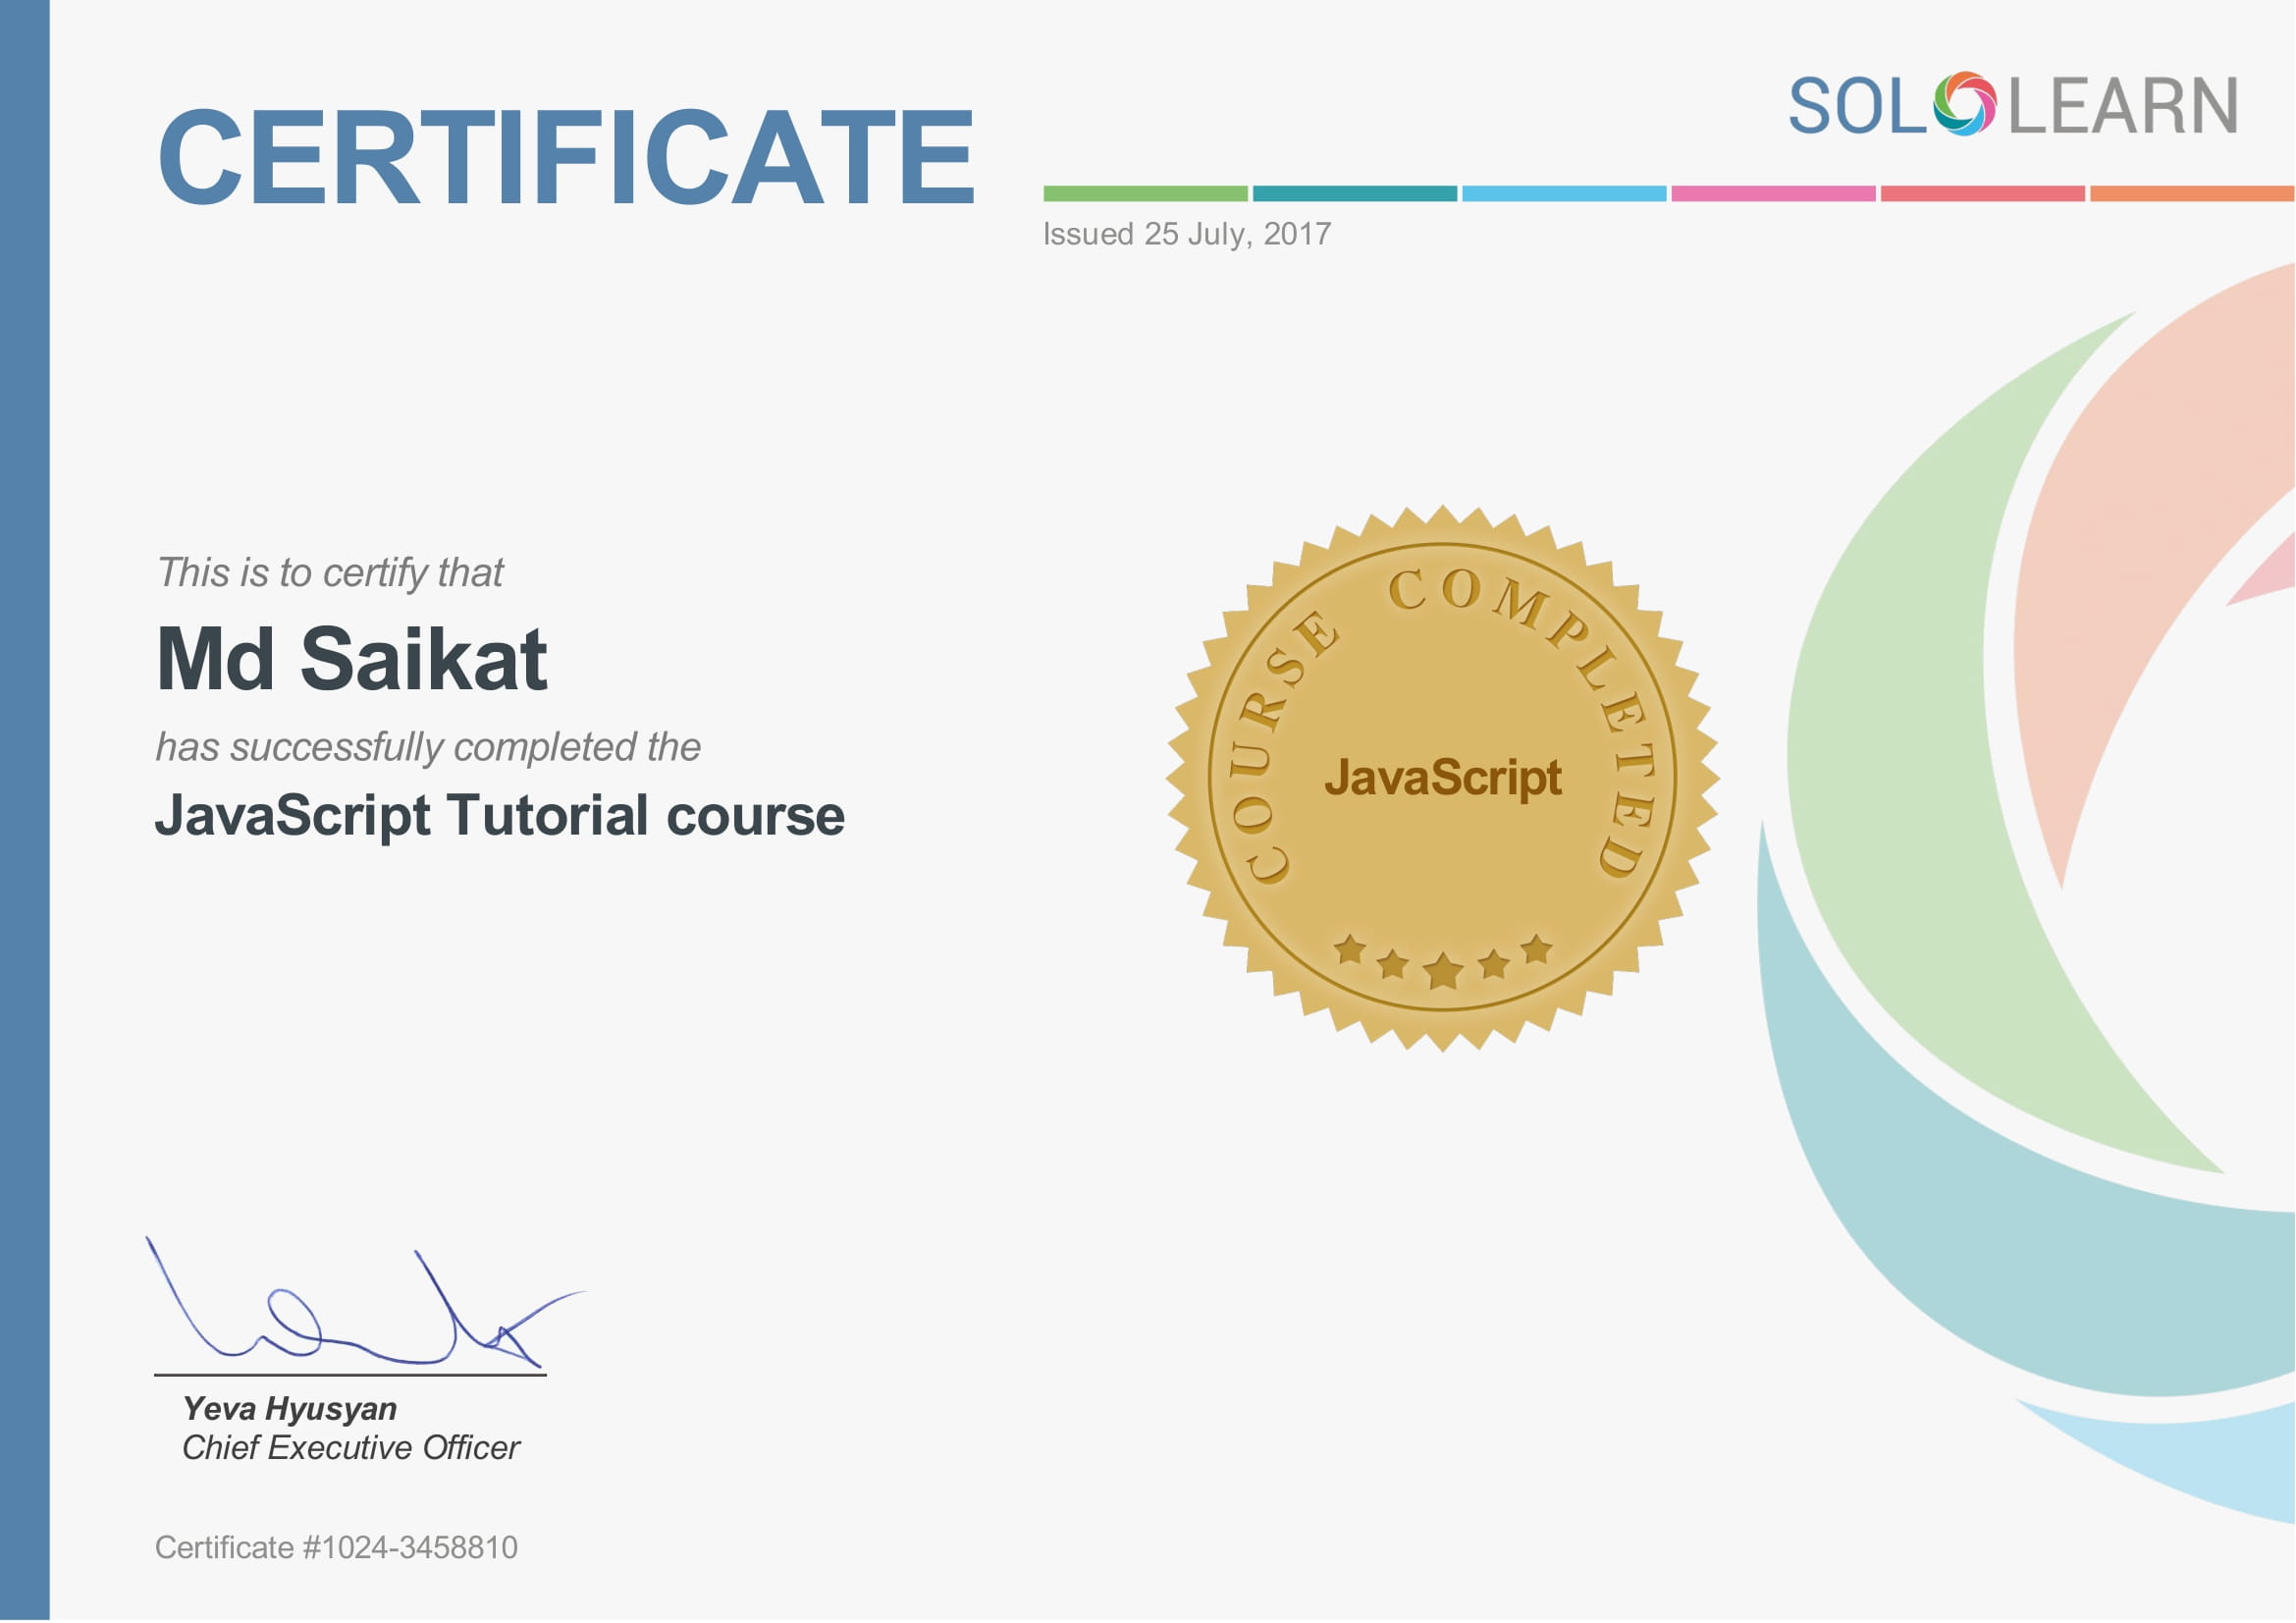 CERTIFICATE
SOLOLEARN
Issued 25 July, 2017
This is to certify that
Md Saikat
has successfully completed the
JavaScript Tutorial course
COURSE COMPLETED
JavaScript
Yeva Hyusyan
Chief Executive Officer
Certificate #1024-3458810